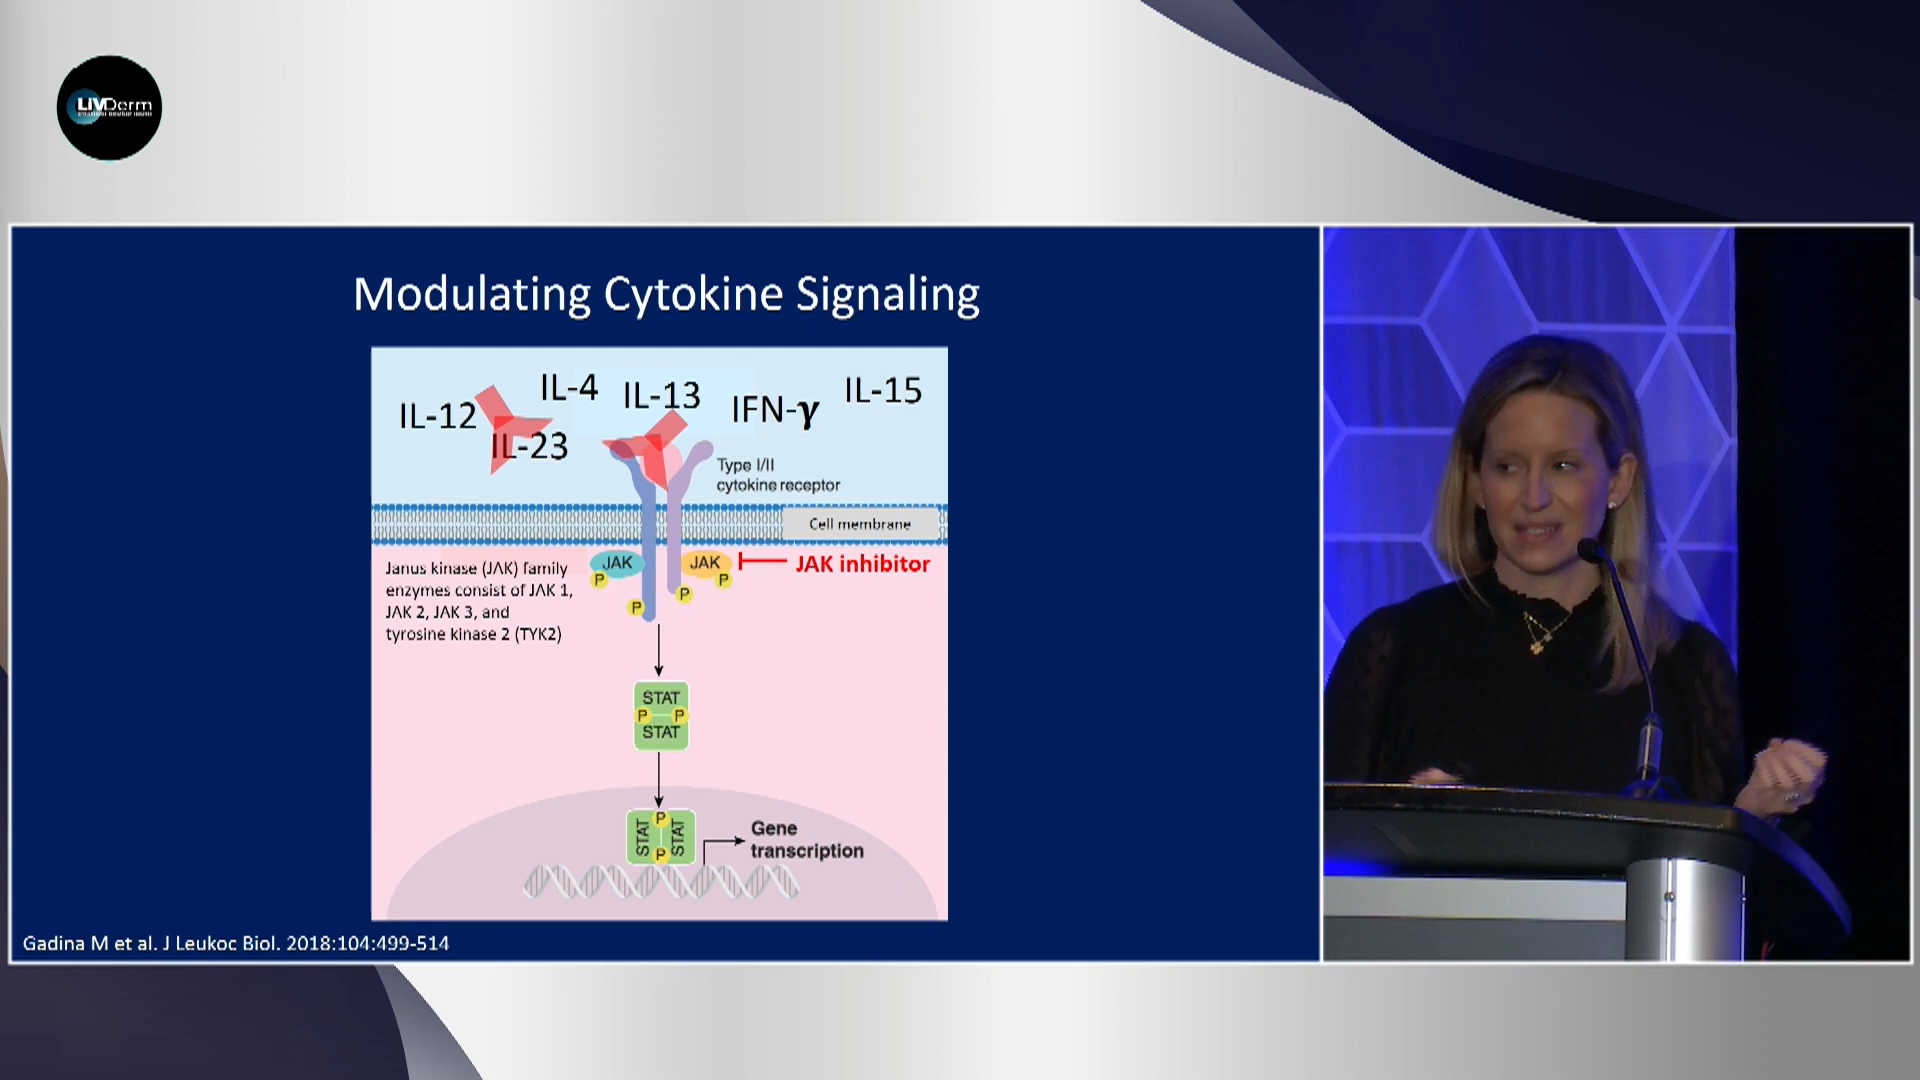 LIVDerm
Modulating Cytokine Signaling
IL-12
IL-4
IL-13
IFN-γ
IL-15
IL-23
Type I/II
cytokine receptor
Cell membrane
JAK
JAK
P
P
P
P
JAK inhibitor
Janus kinase (JAK) family
enzymes consist of JAK 1,
JAK 2, JAK 3, and
tyrosine kinase 2 (TYK2)
STAT
P P
STAT
STAT
P
P
STAT
Gene
transcription
Gadina M et al. J Leukoc Biol. 2018:104:499-514